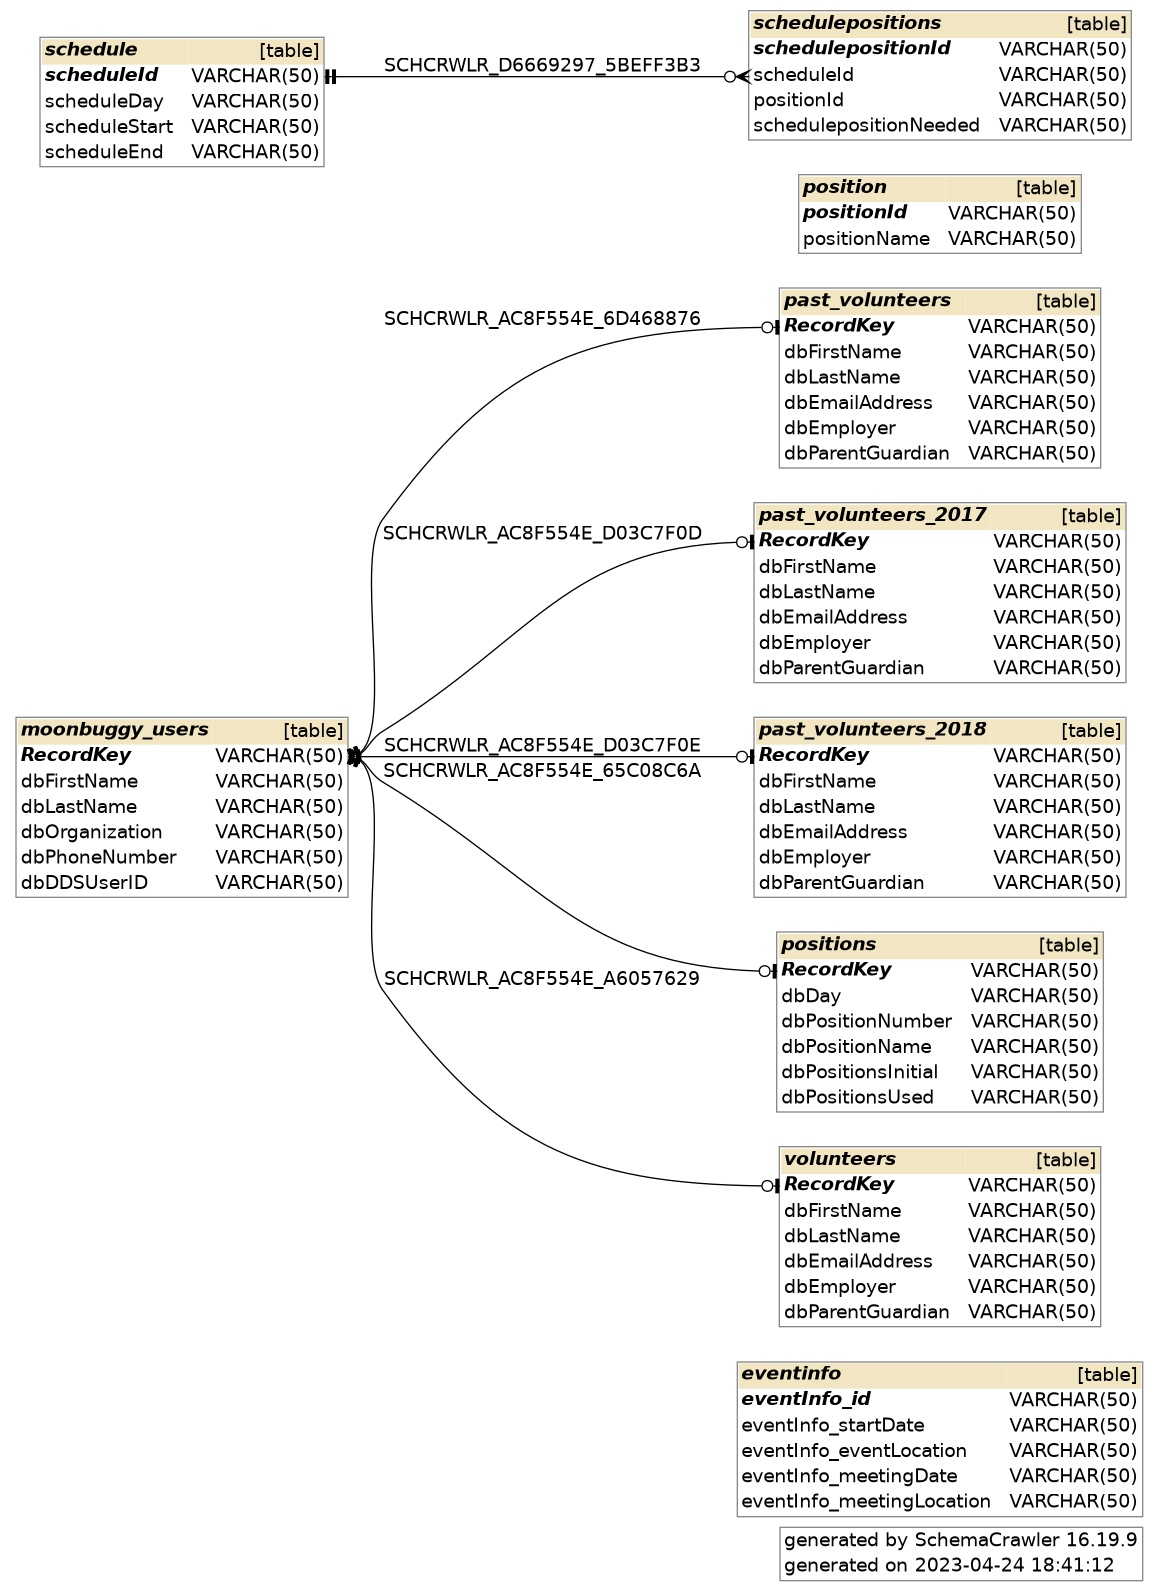 schedule [table]
scheduleId VARCHAR(50)
scheduleDay VARCHAR(50)
scheduleStart VARCHAR(50)
scheduleEnd VARCHAR(50)
SCHCRWLR_D6669297_5BEFF3B3
schedulepositions [table]
schedulepositionId VARCHAR(50)
scheduleId VARCHAR(50)
positionId VARCHAR(50)
schedulepositionNeeded VARCHAR(50)
position [table]
positionId VARCHAR(50)
positionName VARCHAR(50)
SCHCRWLR_AC8F554E_6D468876
past_volunteers [table]
RecordKey VARCHAR(50)
dbFirstName VARCHAR(50)
dbLastName VARCHAR(50)
dbEmailAddress VARCHAR(50)
dbEmployer VARCHAR(50)
dbParentGuardian VARCHAR(50)
SCHCRWLR_AC8F554E_D03C7F0D
past_volunteers_2017 [table]
RecordKey VARCHAR(50)
dbFirstName VARCHAR(50)
dbLastName VARCHAR(50)
dbEmailAddress VARCHAR(50)
dbEmployer VARCHAR(50)
dbParentGuardian VARCHAR(50)
moonbuggy_users [table]
RecordKey VARCHAR(50)
dbFirstName VARCHAR(50)
dbLastName VARCHAR(50)
dbOrganization VARCHAR(50)
dbPhoneNumber VARCHAR(50)
dbDDSUserID VARCHAR(50)
SCHCRWLR_AC8F554E_D03C7F0E
SCHCRWLR_AC8F554E_65C08C6A
past_volunteers_2018 [table]
RecordKey VARCHAR(50)
dbFirstName VARCHAR(50)
dbLastName VARCHAR(50)
dbEmailAddress VARCHAR(50)
dbEmployer VARCHAR(50)
dbParentGuardian VARCHAR(50)
positions [table]
RecordKey VARCHAR(50)
dbDay VARCHAR(50)
dbPositionNumber VARCHAR(50)
dbPositionName VARCHAR(50)
dbPositionsInitial VARCHAR(50)
dbPositionsUsed VARCHAR(50)
SCHCRWLR_AC8F554E_A6057629
volunteers [table]
RecordKey VARCHAR(50)
dbFirstName VARCHAR(50)
dbLastName VARCHAR(50)
dbEmailAddress VARCHAR(50)
dbEmployer VARCHAR(50)
dbParentGuardian VARCHAR(50)
eventinfo [table]
eventInfo_id VARCHAR(50)
eventInfo_startDate VARCHAR(50)
eventInfo_eventLocation VARCHAR(50)
eventInfo_meetingDate VARCHAR(50)
eventInfo_meetingLocation VARCHAR(50)
generated by SchemaCrawler 16.19.9
generated on 2023-04-24 18:41:12